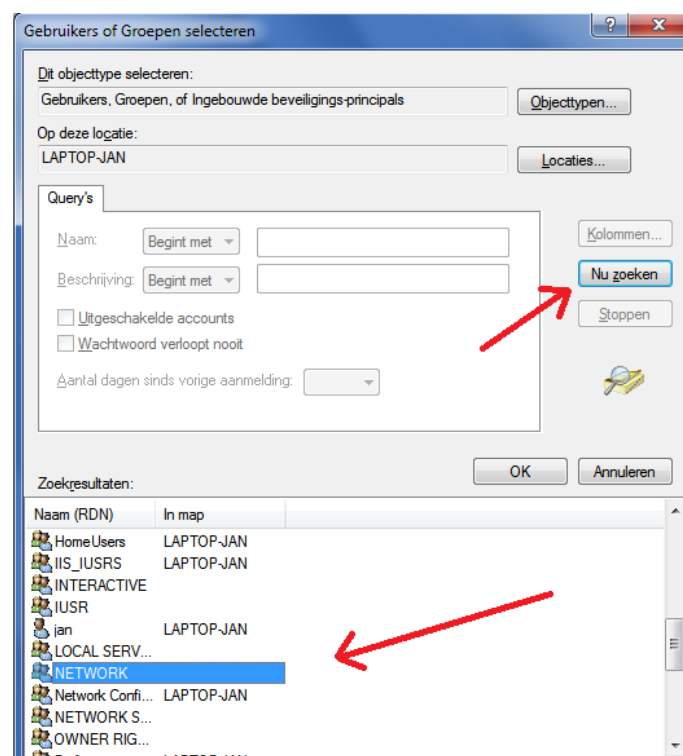 Gebruikers of Groepen selecteren
Dit objecttype selecteren:
Gebruikers, Groepen, of Ingebouwde beveiligings-principals
Objecttypen...
Op deze locatie:
LAPTOP-JAN
Locaties...
Query's
Naam:
Begint met
Kolommen...
Beschrijving:
Begint met
Nu zoeken
Uitgeschakelde accounts
Stoppen
Wachtwoord verloopt nooit
Aantal dagen sinds vorige aanmelding:
OK
Annuleren
Zoekresultaten:
Naam (RDN) In map
HomeUsers LAPTOP-JAN
IIS_IUSRS LAPTOP-JAN
INTERACTIVE
IUSR
jan LAPTOP-JAN
LOCAL SERV...
NETWORK
Network Confi... LAPTOP-JAN
NETWORK S...
OWNER RIG...